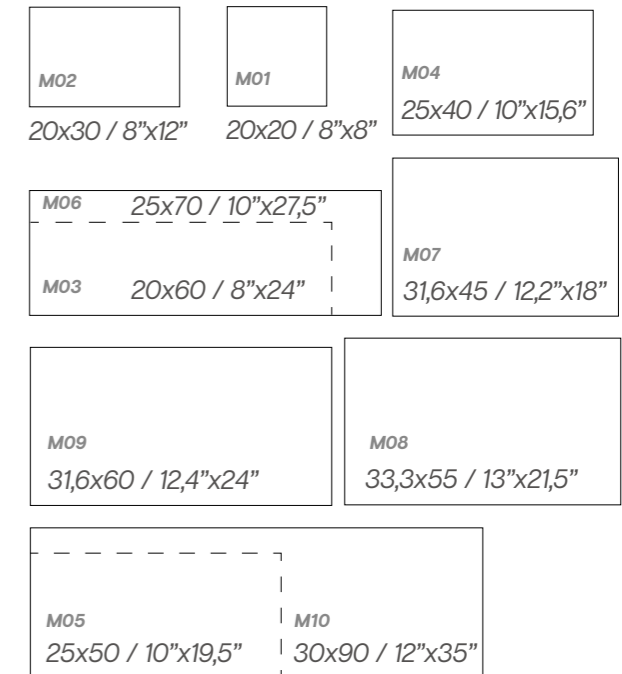 M02
20x30 / 8”x12”
M01
20x20 / 8”x8”
M04
25x40 / 10”x15,6”
M06 25x70 / 10”x27,5”
M03 20x60 / 8”x24”
M07
31,6x45 / 12,2”x18”
M09
31,6x60 / 12,4”x24”
M08
33,3x55 / 13”x21,5”
M05
25x50 / 10”x19,5”
M10
30x90 / 12”x35”